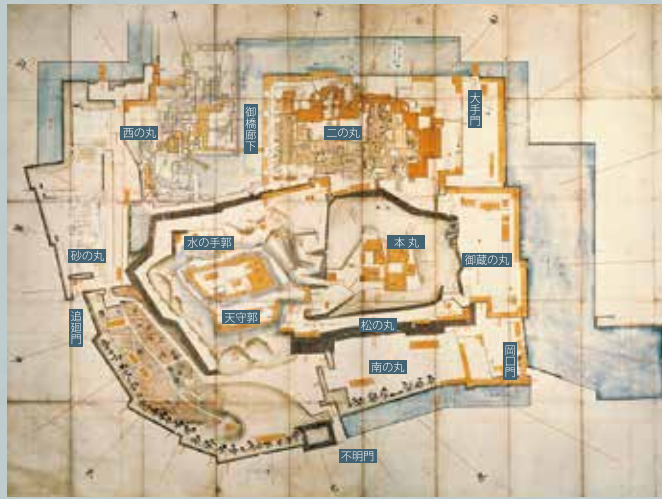 西の丸
御橋廊下
二の丸
大手門
水の手郭
本丸
砂の丸
御蔵の丸
天守郭
松の丸
追廻門
岡口門
南の丸
不明門